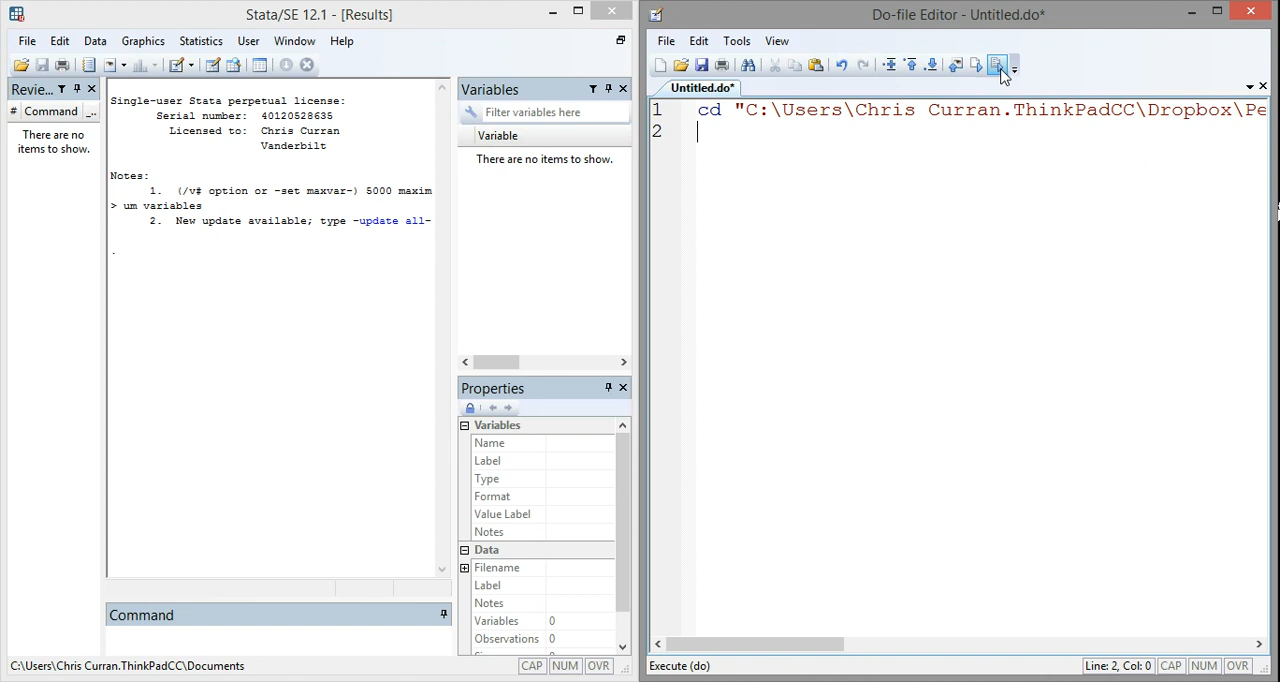 Stata/SE 12.1 - [Results]
File Edit Data Graphics Statistics User Window Help
Revie...
# Command ...
There are no
items to show.
Single-user Stata perpetual license:
Serial number: 40120528635
Licensed to: Chris Curran
Vanderbilt
Notes:
1. (/v# option or -set maxvar-) 5000 maxim
> um variables
2. New update available; type -update all-
.
Command
C:\Users\Chris Curran.ThinkPadCC\Documents
Variables
Filter variables here
Variable
There are no items to show.
Properties
Variables
Name
Label
Type
Format
Value Label
Notes
Data
Filename
Label
Notes
Variables 0
Observations 0
CAP NUM OVR
Do-file Editor - Untitled.do*
File Edit Tools View
Untitled.do*
1 cd "C:\Users\Chris Curran.ThinkPadCC\Dropbox\Pe
2
Execute (do)
Line: 2, Col: 0 CAP NUM OVR